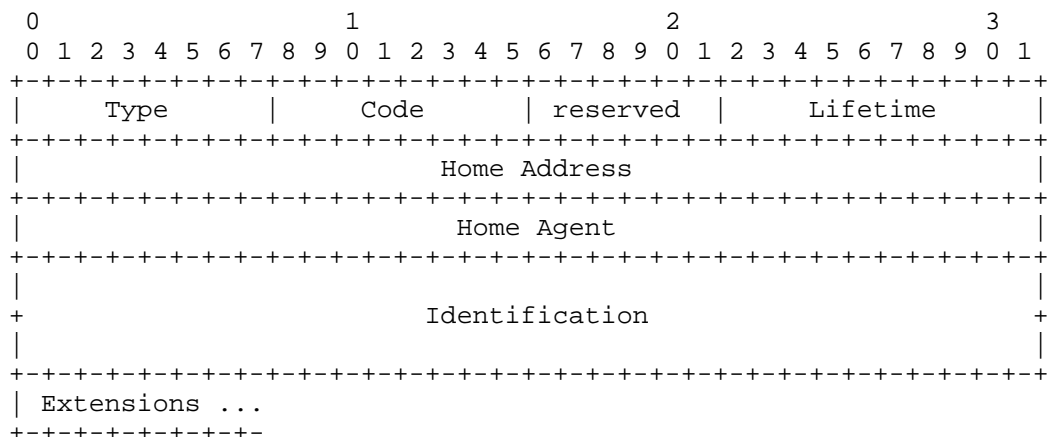 0                   1                   2                   3
 0 1 2 3 4 5 6 7 8 9 0 1 2 3 4 5 6 7 8 9 0 1 2 3 4 5 6 7 8 9 0 1
+-+-+-+-+-+-+-+-+-+-+-+-+-+-+-+-+-+-+-+-+-+-+-+-+-+-+-+-+-+-+-+-+
|     Type      |     Code      | reserved  |     Lifetime      |
+-+-+-+-+-+-+-+-+-+-+-+-+-+-+-+-+-+-+-+-+-+-+-+-+-+-+-+-+-+-+-+-+
|                          Home Address                         |
+-+-+-+-+-+-+-+-+-+-+-+-+-+-+-+-+-+-+-+-+-+-+-+-+-+-+-+-+-+-+-+-+
|                           Home Agent                          |
+-+-+-+-+-+-+-+-+-+-+-+-+-+-+-+-+-+-+-+-+-+-+-+-+-+-+-+-+-+-+-+-+
|                                                               |
+                         Identification                        +
|                                                               |
+-+-+-+-+-+-+-+-+-+-+-+-+-+-+-+-+-+-+-+-+-+-+-+-+-+-+-+-+-+-+-+-+
| Extensions ...
+-+-+-+-+-+-+-+-